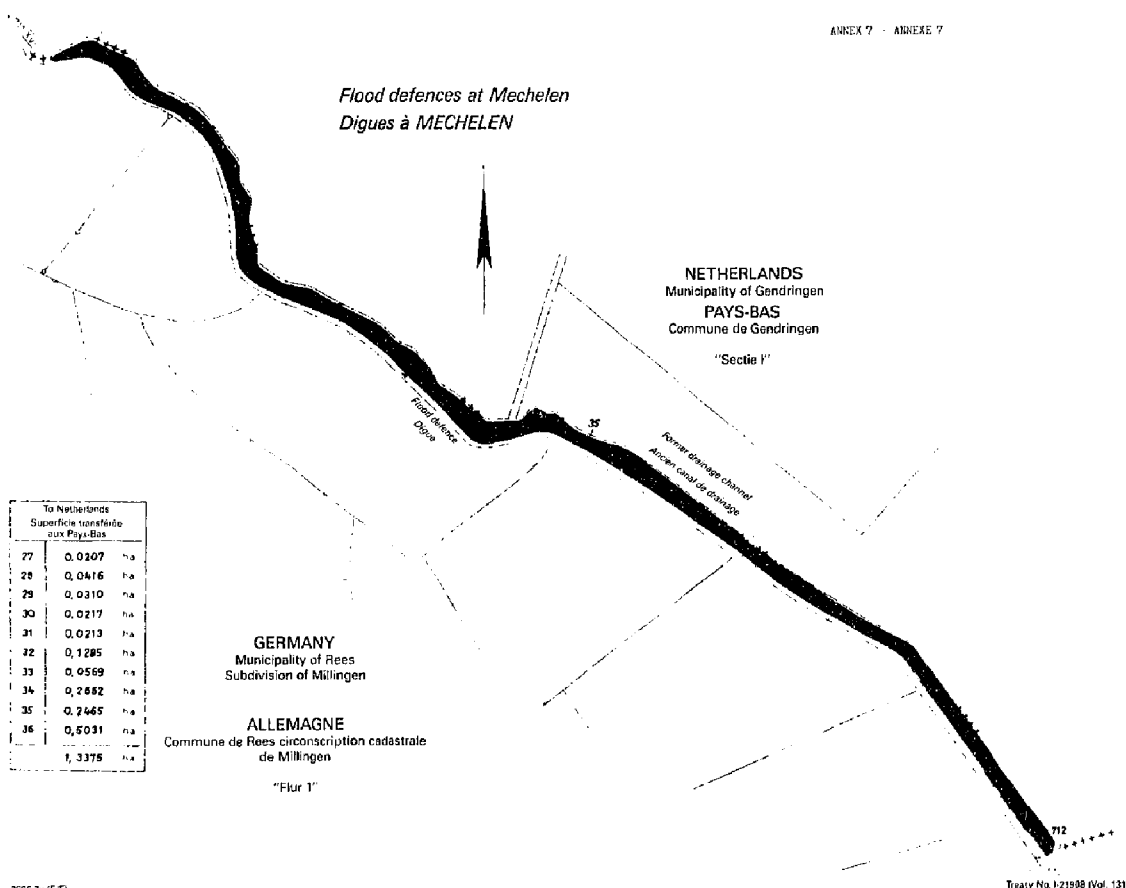 ANNEX 7 - ANNEXE 7
Flood defences at Mechelen
Digues à MECHELEN
NETHERLANDS
Municipality of Gendringen
PAYS-BAS
Commune de Gendringen
"Sectie I"
Flood defence
Digue
35
Former drainage channel
Ancien canal de drainage
To Netherlands
Superficie transférée
aux Pays-Bas
27 0,0207 ha
28 0,0416 ha
29 0,0310 ha
30 0,0217 ha
31 0,0213 ha
32 0,1285 ha
33 0,0569 ha
34 0,2662 ha
35 0,2465 ha
36 0,5031 ha
1,3375 ha
GERMANY
Municipality of Rees
Subdivision of Millingen
ALLEMAGNE
Commune de Rees circonscription cadastrale
de Millingen
"Flur 1"
712
Treaty No. I-21908 (Vol. 131